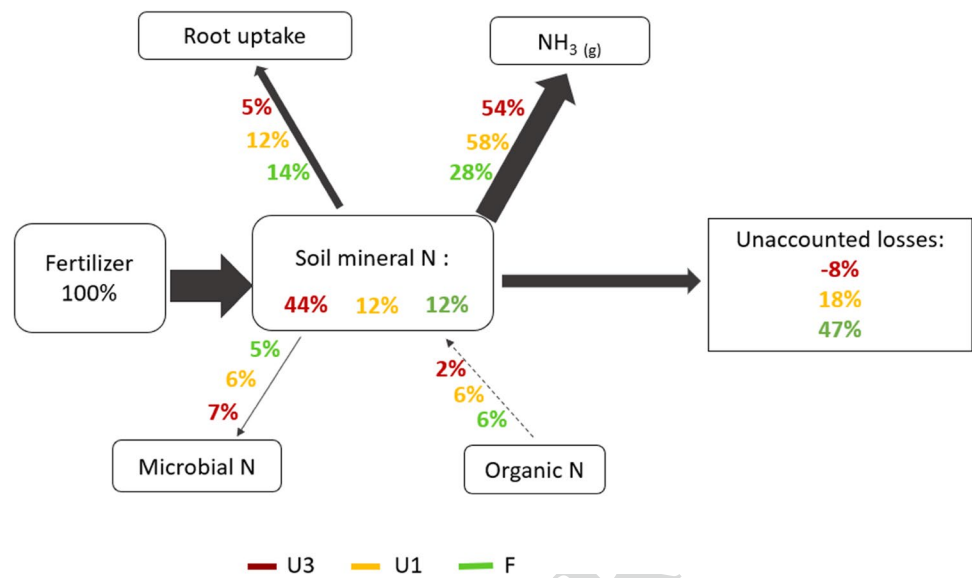 Root uptake
NH3 (g)
5%
12%
14%
54%
58%
28%
Fertilizer
100%
Soil mineral N :
44% 12% 12%
Unaccounted losses:
-8%
18%
47%
5%
6%
7%
2%
6%
6%
Microbial N
Organic N
U3 U1 F